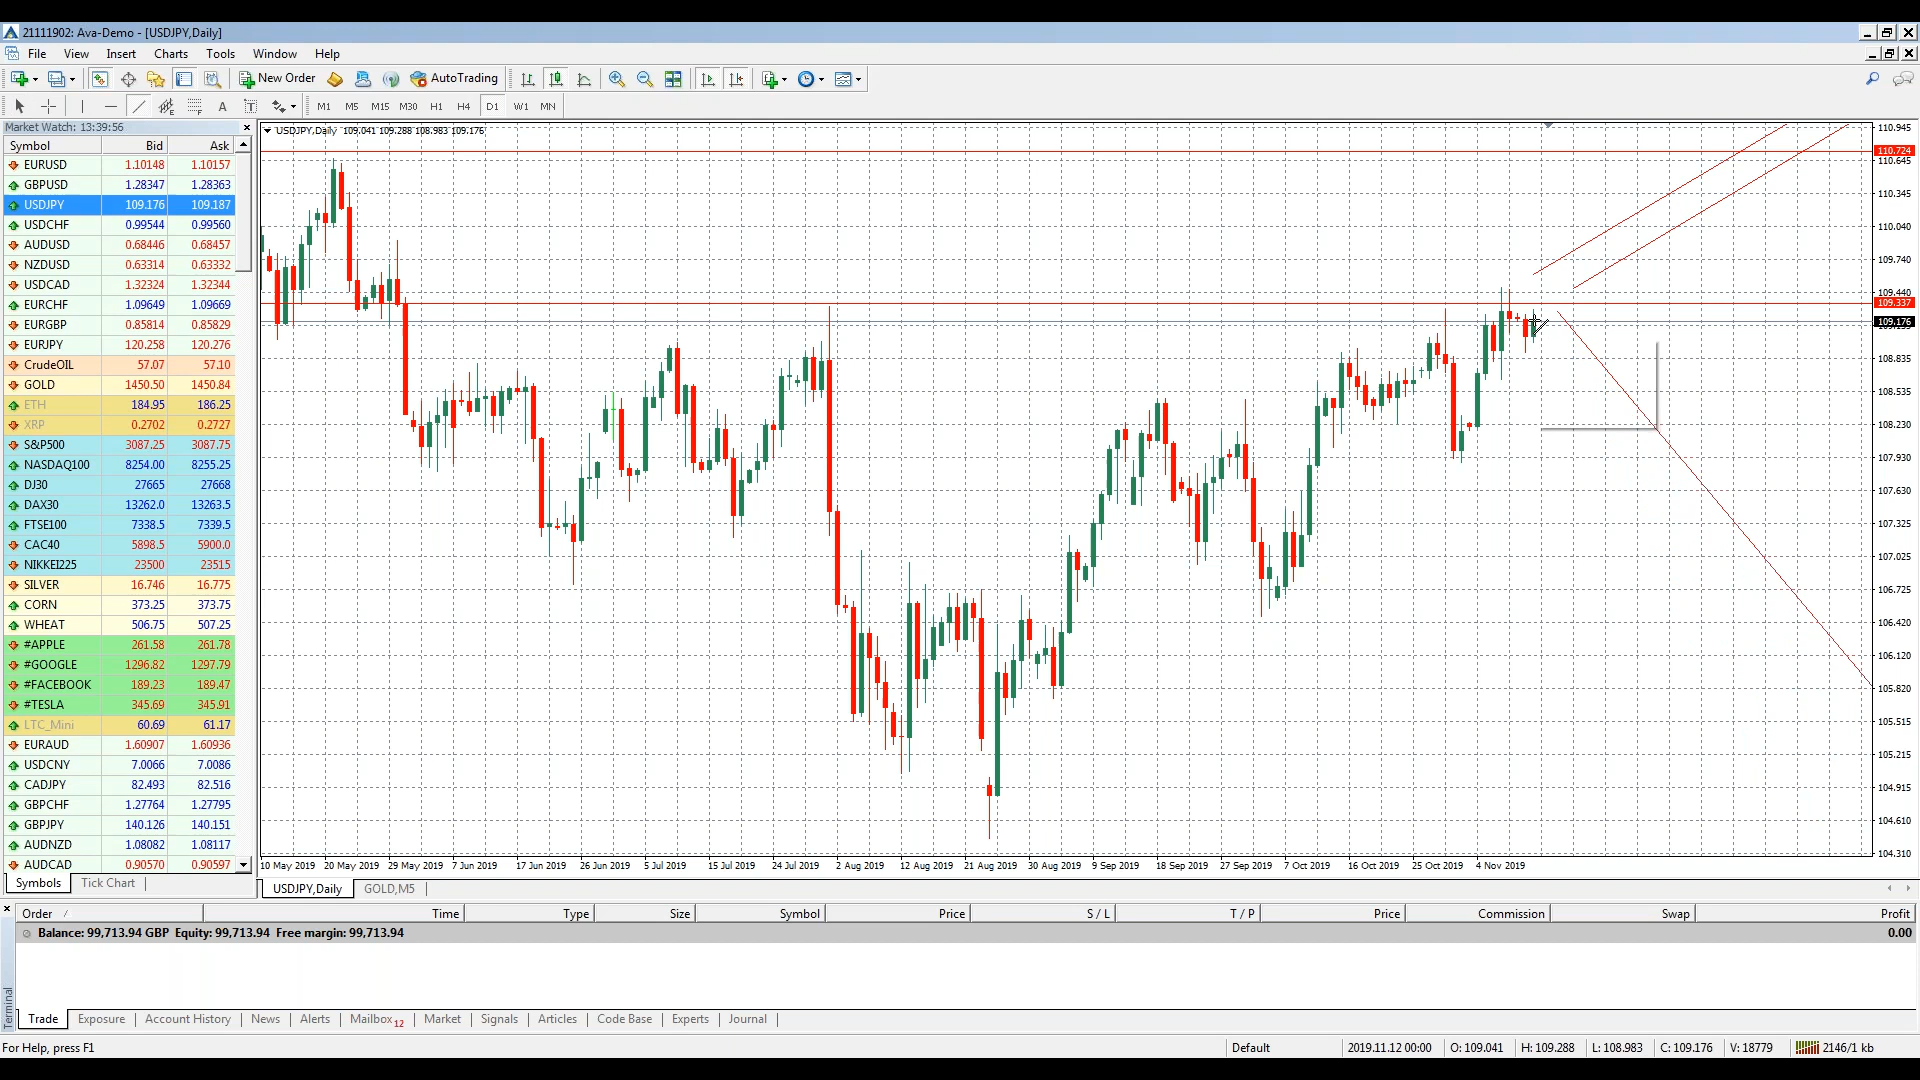 21111902: Ava-Demo - [USDJPY,Daily]
File View Insert Charts Tools Window Help
New Order AutoTrading
A T M1 M5 M15 M30 H1 H4 D1 W1 MN
Market Watch: 13:39:56
Symbol Bid Ask
EURUSD 1.10148 1.10157
GBPUSD 1.28347 1.28363
USDJPY 109.176 109.187
USDCHF 0.99544 0.99560
AUDUSD 0.68446 0.68457
NZDUSD 0.63314 0.63332
USDCAD 1.32324 1.32344
EURCHF 1.09649 1.09669
EURGBP 0.85814 0.85829
EURJPY 120.258 120.276
CrudeOIL 57.07 57.10
GOLD 1450.50 1450.84
ETH 184.95 186.25
XRP 0.2702 0.2727
S&P500 3087.25 3087.75
NASDAQ100 8254.00 8255.25
DJ30 27665 27668
DAX30 13262.0 13263.5
FTSE100 7338.5 7339.5
CAC40 5898.5 5900.0
NIKKEI225 23500 23515
SILVER 16.746 16.775
CORN 373.25 373.75
WHEAT 506.75 507.25
#APPLE 261.58 261.78
#GOOGLE 1296.82 1297.79
#FACEBOOK 189.23 189.47
#TESLA 345.69 345.91
LTC_Mini 60.69 61.17
EURAUD 1.60907 1.60936
USDCNY 7.0066 7.0086
CADJPY 82.493 82.516
GBPCHF 1.27764 1.27795
GBPJPY 140.126 140.151
AUDNZD 1.08082 1.08117
AUDCAD 0.90570 0.90597
Symbols Tick Chart
USDJPY,Daily 109.041 109.288 108.983 109.176
110.945
110.724
110.645
110.345
110.040
109.740
109.440
109.337
109.176
108.835
108.535
108.230
107.930
107.630
107.325
107.025
106.725
106.420
106.120
105.820
105.515
105.215
104.915
104.610
104.310
10 May 2019 20 May 2019 29 May 2019 7 Jun 2019 17 Jun 2019 26 Jun 2019 5 Jul 2019 15 Jul 2019 24 Jul 2019 2 Aug 2019 12 Aug 2019 21 Aug 2019 30 Aug 2019 9 Sep 2019 18 Sep 2019 27 Sep 2019 7 Oct 2019 16 Oct 2019 25 Oct 2019 4 Nov 2019
USDJPY,Daily GOLD,M5
Order / Time Type Size Symbol Price S / L T / P Price Commission Swap Profit
Balance: 99,713.94 GBP Equity: 99,713.94 Free margin: 99,713.94 0.00
Terminal
Trade Exposure Account History News Alerts Mailbox 12 Market Signals Articles Code Base Experts Journal
For Help, press F1 Default 2019.11.12 00:00 O: 109.041 H: 109.288 L: 108.983 C: 109.176 V: 18779 2146/1 kb